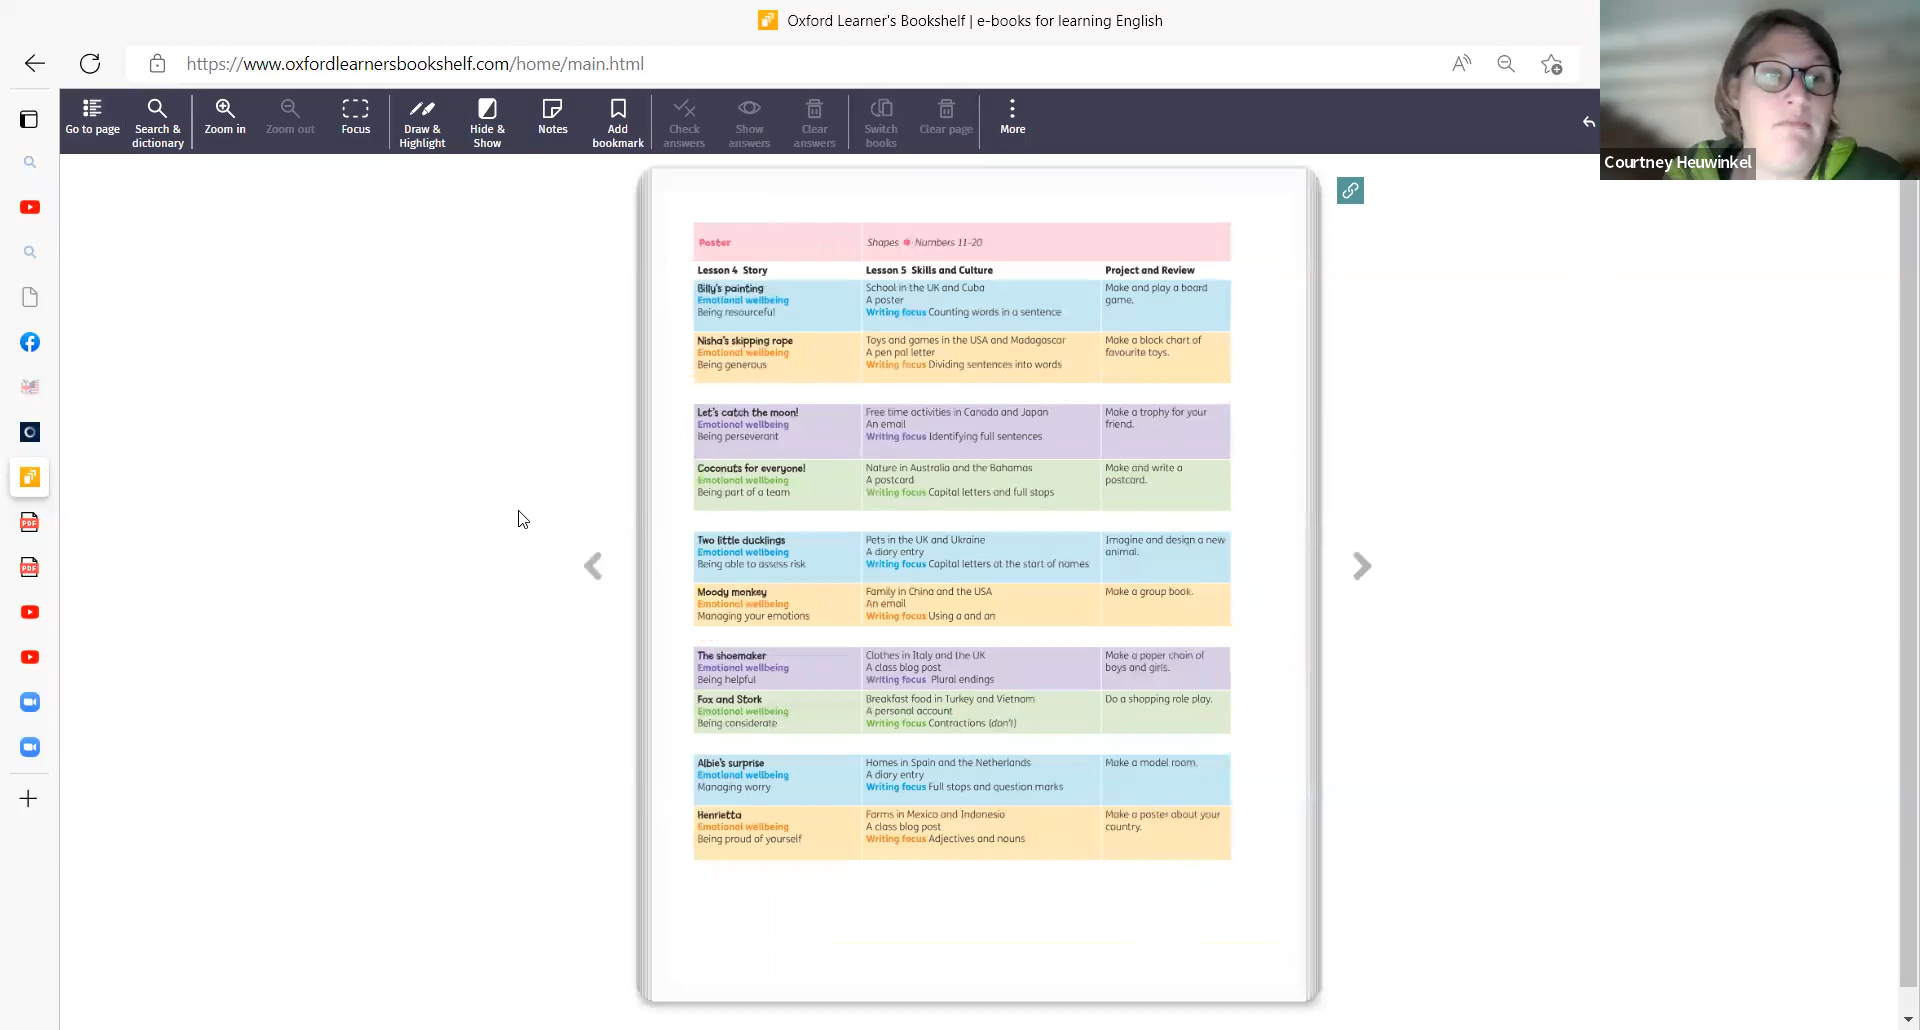 Oxford Learner's Bookshelf | e-books for learning English
https://www.oxfordlearnersbookshelf.com/home/main.html
Go to page
Search & dictionary
Zoom in
Zoom out
Focus
Draw & Highlight
Hide & Show
Notes
Add bookmark
Check answers
Show answers
Clear answers
Switch books
Clear page
More
Courtney Heuwinkel
Poster
Shapes • Numbers 11–20
Lesson 4 Story
Lesson 5 Skills and Culture
Project and Review
Billy's painting
Emotional wellbeing
Being resourceful
School in the UK and Cuba
A poster
Writing focus Counting words in a sentence
Make and play a board
game.
Nisha's skipping rope
Emotional wellbeing
Being generous
Toys and games in the USA and Madagascar
A pen pal letter
Writing focus Dividing sentences into words
Make a block chart of
favourite toys.
Let's catch the moon!
Emotional wellbeing
Being perseverant
Free time activities in Canada and Japan
An email
Writing focus Identifying full sentences
Make a trophy for your
friend.
Coconuts for everyone!
Emotional wellbeing
Being part of a team
Nature in Australia and the Bahamas
A postcard
Writing focus Capital letters and full stops
Make and write a
postcard.
Two little ducklings
Emotional wellbeing
Being able to assess risk
Pets in the UK and Ukraine
A diary entry
Writing focus Capital letters at the start of names
Imagine and design a new
animal.
Moody monkey
Emotional wellbeing
Managing your emotions
Family in China and the USA
An email
Writing focus Using a and an
Make a group book.
The shoemaker
Emotional wellbeing
Being helpful
Clothes in Italy and the UK
A class blog post
Writing focus Plural endings
Make a paper chain of
boys and girls.
Fox and Stork
Emotional wellbeing
Being considerate
Breakfast food in Turkey and Vietnam
A personal account
Writing focus Contractions (don't)
Do a shopping role play.
Albie's surprise
Emotional wellbeing
Managing worry
Homes in Spain and the Netherlands
A diary entry
Writing focus Full stops and question marks
Make a model room.
Henrietta
Emotional wellbeing
Being proud of yourself
Farms in Mexico and Indonesia
A class blog post
Writing focus Adjectives and nouns
Make a poster about your
country.
PDF
PDF